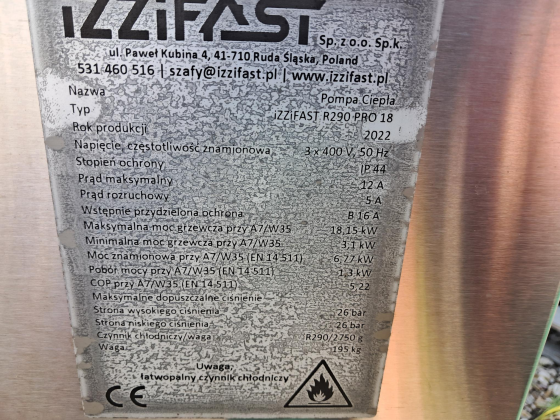 iZZiFAST Sp. z o.o. Sp.k.
ul. Paweł Kubina 4, 41-710 Ruda Śląska, Poland
531 460 516 | szafy@izzifast.pl | www.izzifast.pl
Nazwa Pompa Ciepła
Typ iZZiFAST R290 PRO 18
Rok produkcji 2022
Napięcie, częstotliwość znamionowa 3 x 400 V, 50 Hz
Stopień ochrony IP 44
Prąd maksymalny 12 A
Prąd rozruchowy 5 A
Wstępnie przydzielona ochrona B 16 A
Maksymalna moc grzewcza przy A7/W35 18,15 kW
Minimalna moc grzewcza przy A7/W35 3,1 kW
Moc znamionowa przy A7/W35 (EN 14 511) 6,77 kW
Pobór mocy przy A7/W35 (EN 14 511) 1,3 kW
COP przy A7/W35 (EN 14 511) 5,22
Maksymalne dopuszczalne ciśnienie
Strona wysokiego ciśnienia 26 bar
Strona niskiego ciśnienia 26 bar
Czynnik chłodniczy/waga R290/2750 g
Waga 195 kg
Uwaga,
łatwopalny czynnik chłodniczy
CE